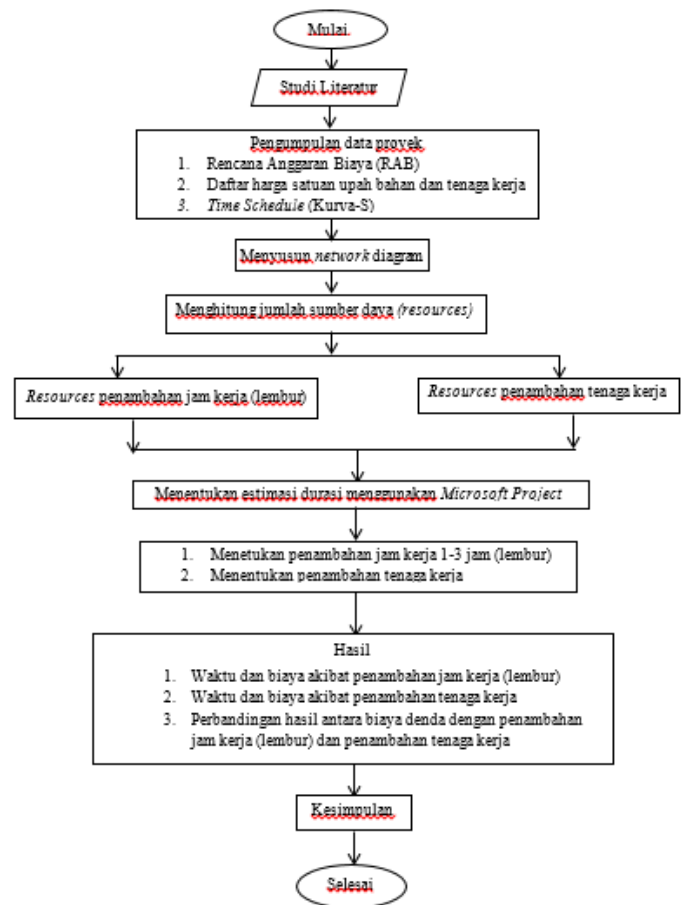 Mulai
Studi Literatur
Pengumpulan data proyek
1. Rencana Anggaran Biaya (RAB)
2. Daftar harga satuan upah bahan dan tenaga kerja
3. Time Schedule (Kurva-S)
Menyusun network diagram
Menghitung jumlah sumber daya (resources)
Resources penambahan jam kerja (lembur)
Resources penambahan tenaga kerja
Menentukan estimasi durasi menggunakan Microsoft Project
1. Menetukan penambahan jam kerja 1-3 jam (lembur)
2. Menentukan penambahan tenaga kerja
Hasil
1. Waktu dan biaya akibat penambahan jam kerja (lembur)
2. Waktu dan biaya akibat penambahan tenaga kerja
3. Perbandingan hasil antara biaya denda dengan penambahan
jam kerja (lembur) dan penambahan tenaga kerja
Kesimpulan
Selesai